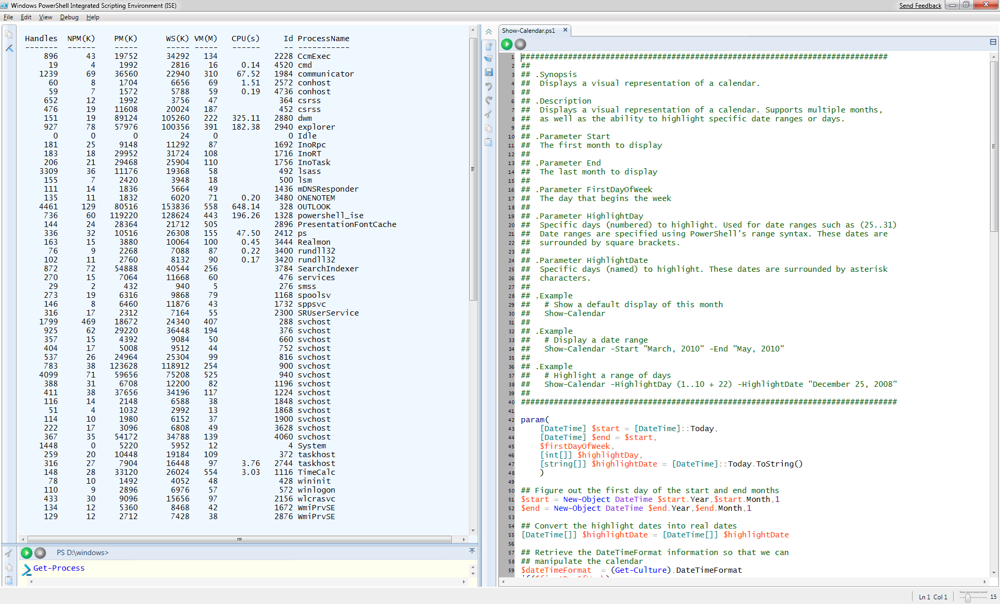 Windows PowerShell Integrated Scripting Environment (ISE)
Send Feedback
File Edit View Debug Help
Handles NPM(K) PM(K) WS(K) VM(M) CPU(s) Id ProcessName
------- ------ ----- ----- ----- ------ -- -----------
896 43 19752 34292 134 2228 CcmExec
19 4 1992 2816 16 0.14 4520 cmd
1239 69 36560 22940 310 67.52 1984 communicator
60 8 1704 6656 69 1.51 2572 conhost
59 7 1572 5788 59 0.19 4736 conhost
652 12 1992 3756 47 364 csrss
476 19 11608 20024 187 452 csrss
151 19 89124 105260 222 325.11 2880 dwm
927 78 57976 100356 391 182.38 2940 explorer
0 0 0 24 0 0 Idle
181 25 9148 11292 87 1692 InoRpc
183 18 29952 31724 108 1716 InoRT
206 21 29468 25904 110 1756 InoTask
3309 36 11176 19368 58 492 lsass
155 7 2420 3948 18 500 lsm
111 14 1836 5664 49 1436 mDNSResponder
135 11 1832 6020 71 0.20 3480 ONENOTEM
4461 129 80516 153836 558 648.14 328 OUTLOOK
736 60 119220 128624 443 196.26 1328 powershell_ise
144 24 28364 21712 505 2896 PresentationFontCache
336 32 10516 26308 155 47.50 2412 ps
163 15 3880 10064 100 0.45 3444 Realmon
76 9 2268 7088 87 0.22 3400 rundll32
102 11 2760 8132 90 0.17 3420 rundll32
872 72 54888 40544 256 3784 SearchIndexer
270 15 7064 11668 60 476 services
29 2 432 940 5 276 smss
273 19 6316 9868 79 1168 spoolsv
146 8 6460 11876 43 1732 sppsvc
316 17 2312 7164 55 2300 SRUserService
1799 469 18672 24340 407 288 svchost
925 62 29220 36448 194 376 svchost
357 15 4392 9084 50 660 svchost
404 17 5008 9512 44 752 svchost
537 26 24964 25304 99 816 svchost
783 38 123628 118912 254 900 svchost
4099 71 59656 75208 525 940 svchost
388 31 6708 12200 82 1196 svchost
411 38 37656 34196 117 1224 svchost
116 14 2148 6588 38 1848 svchost
51 4 1032 2992 13 1868 svchost
114 10 1980 6152 37 1900 svchost
222 17 3096 6808 49 3628 svchost
367 35 54172 34788 139 4060 svchost
1448 0 5220 5952 12 4 System
259 20 10448 19184 109 372 taskhost
316 27 7904 16448 97 3.76 2744 taskhost
148 28 33120 26024 554 3.03 1116 TimeCalc
78 10 1492 4052 48 428 wininit
110 9 2896 6976 57 572 winlogon
433 30 9096 15656 97 2156 wlcrasvc
134 12 5360 8468 42 1672 WmiPrvSE
129 12 2712 7428 38 2876 WmiPrvSE
PS D:\windows>
Get-Process
Show-Calendar.ps1
1 ##############################################################################
2 ##
3 ## .Synopsis
4 ##  Displays a visual representation of a calendar.
5 ##
6 ## .Description
7 ##  Displays a visual representation of a calendar. Supports multiple months,
8 ##  as well as the ability to highlight specific date ranges or days.
9 ##
10 ## .Parameter Start
11 ##  The first month to display
12 ##
13 ## .Parameter End
14 ##  The last month to display
15 ##
16 ## .Parameter FirstDayOfWeek
17 ##  The day that begins the week
18 ##
19 ## .Parameter HighlightDay
20 ##  Specific days (numbered) to highlight. Used for date ranges such as (25..31)
21 ##  Date ranges are specified using PowerShell's range syntax. These dates are
22 ##  surrounded by square brackets.
23 ##
24 ## .Parameter HighlightDate
25 ##  Specific days (named) to highlight. These dates are surrounded by asterisk
26 ##  characters.
27 ##
28 ## .Example
29 ##   # Show a default display of this month
30 ##   Show-Calendar
31 ##
32 ## .Example
33 ##   # Display a date range
34 ##   Show-Calendar -Start "March, 2010" -End "May, 2010"
35 ##
36 ## .Example
37 ##   # Highlight a range of days
38 ##   Show-Calendar -HighlightDay (1..10 + 22) -HighlightDate "December 25, 2008"
39 ##
40 ################################################################################
41
42 param(
43     [DateTime] $start = [DateTime]::Today,
44     [DateTime] $end = $start,
45     $firstDayOfWeek,
46     [int[]] $highlightDay,
47     [string[]] $highlightDate = [DateTime]::Today.ToString()
48     )
49
50 ## Figure out the first day of the start and end months
51 $start = New-Object DateTime $start.Year,$start.Month,1
52 $end = New-Object DateTime $end.Year,$end.Month,1
53
54 ## Convert the highlight dates into real dates
55 [DateTime[]] $highlightDate = [DateTime[]] $highlightDate
56
57 ## Retrieve the DateTimeFormat information so that we can
58 ## manipulate the calendar
59 $dateTimeFormat  = (Get-Culture).DateTimeFormat
Ln 1 Col 1
15